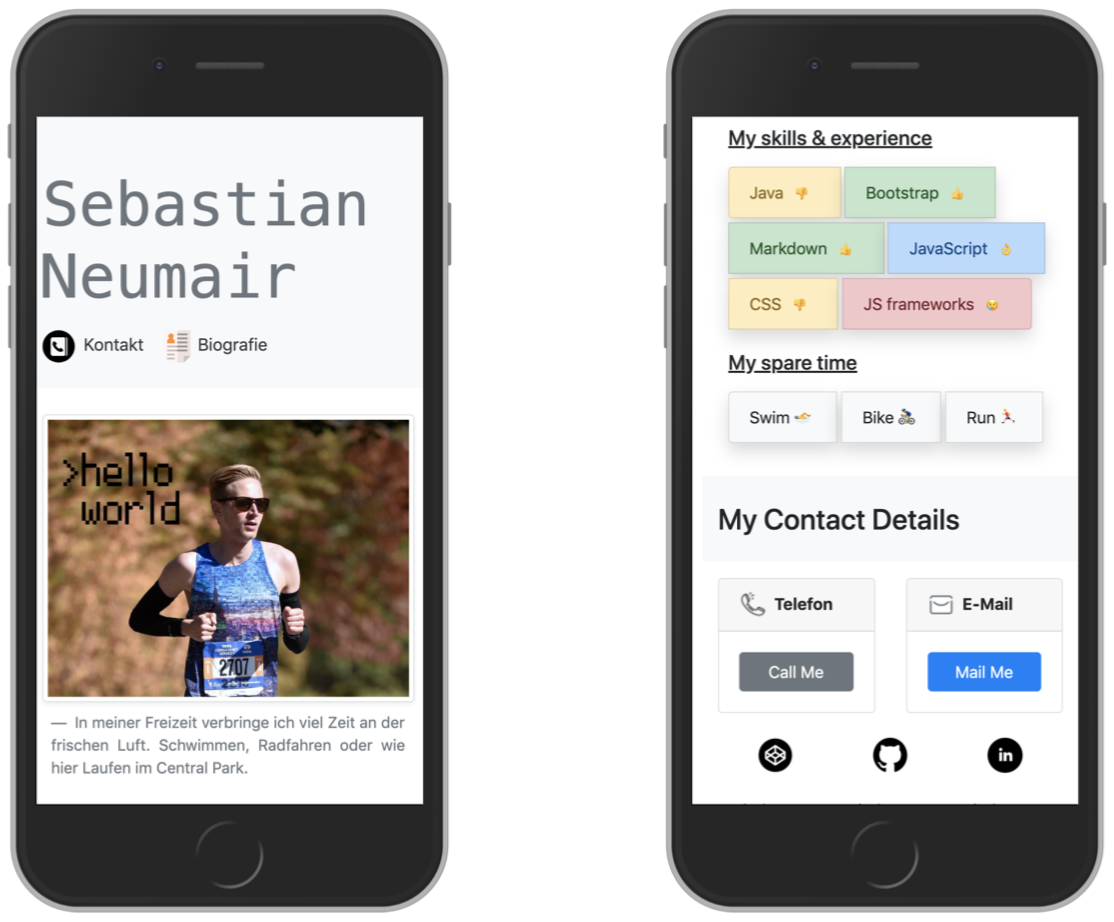 Sebastian
Neumair
Kontakt Biografie
>hello
world
2707
— In meiner Freizeit verbringe ich viel Zeit an der
frischen Luft. Schwimmen, Radfahren oder wie
hier Laufen im Central Park.
My skills & experience
Java 👎 Bootstrap 👍
Markdown 👍 JavaScript 👌
CSS 👎 JS frameworks 😢
My spare time
Swim 🏊 Bike 🚴 Run 🏃
My Contact Details
Telefon E-Mail
Call Me Mail Me
in